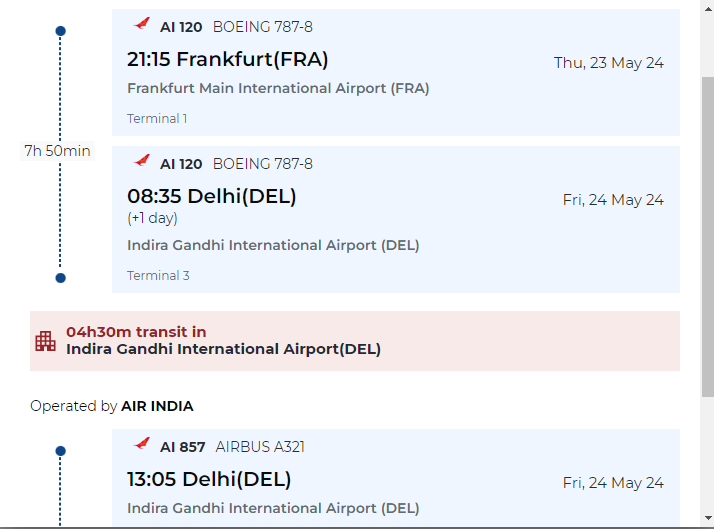 AI 120 BOEING 787-8
21:15 Frankfurt(FRA)
Thu, 23 May 24
Frankfurt Main International Airport (FRA)
Terminal 1
7h 50min
AI 120 BOEING 787-8
08:35 Delhi(DEL)
Fri, 24 May 24
(+1 day)
Indira Gandhi International Airport (DEL)
Terminal 3
04h30m transit in
Indira Gandhi International Airport(DEL)
Operated by AIR INDIA
AI 857 AIRBUS A321
13:05 Delhi(DEL)
Fri, 24 May 24
Indira Gandhi International Airport (DEL)